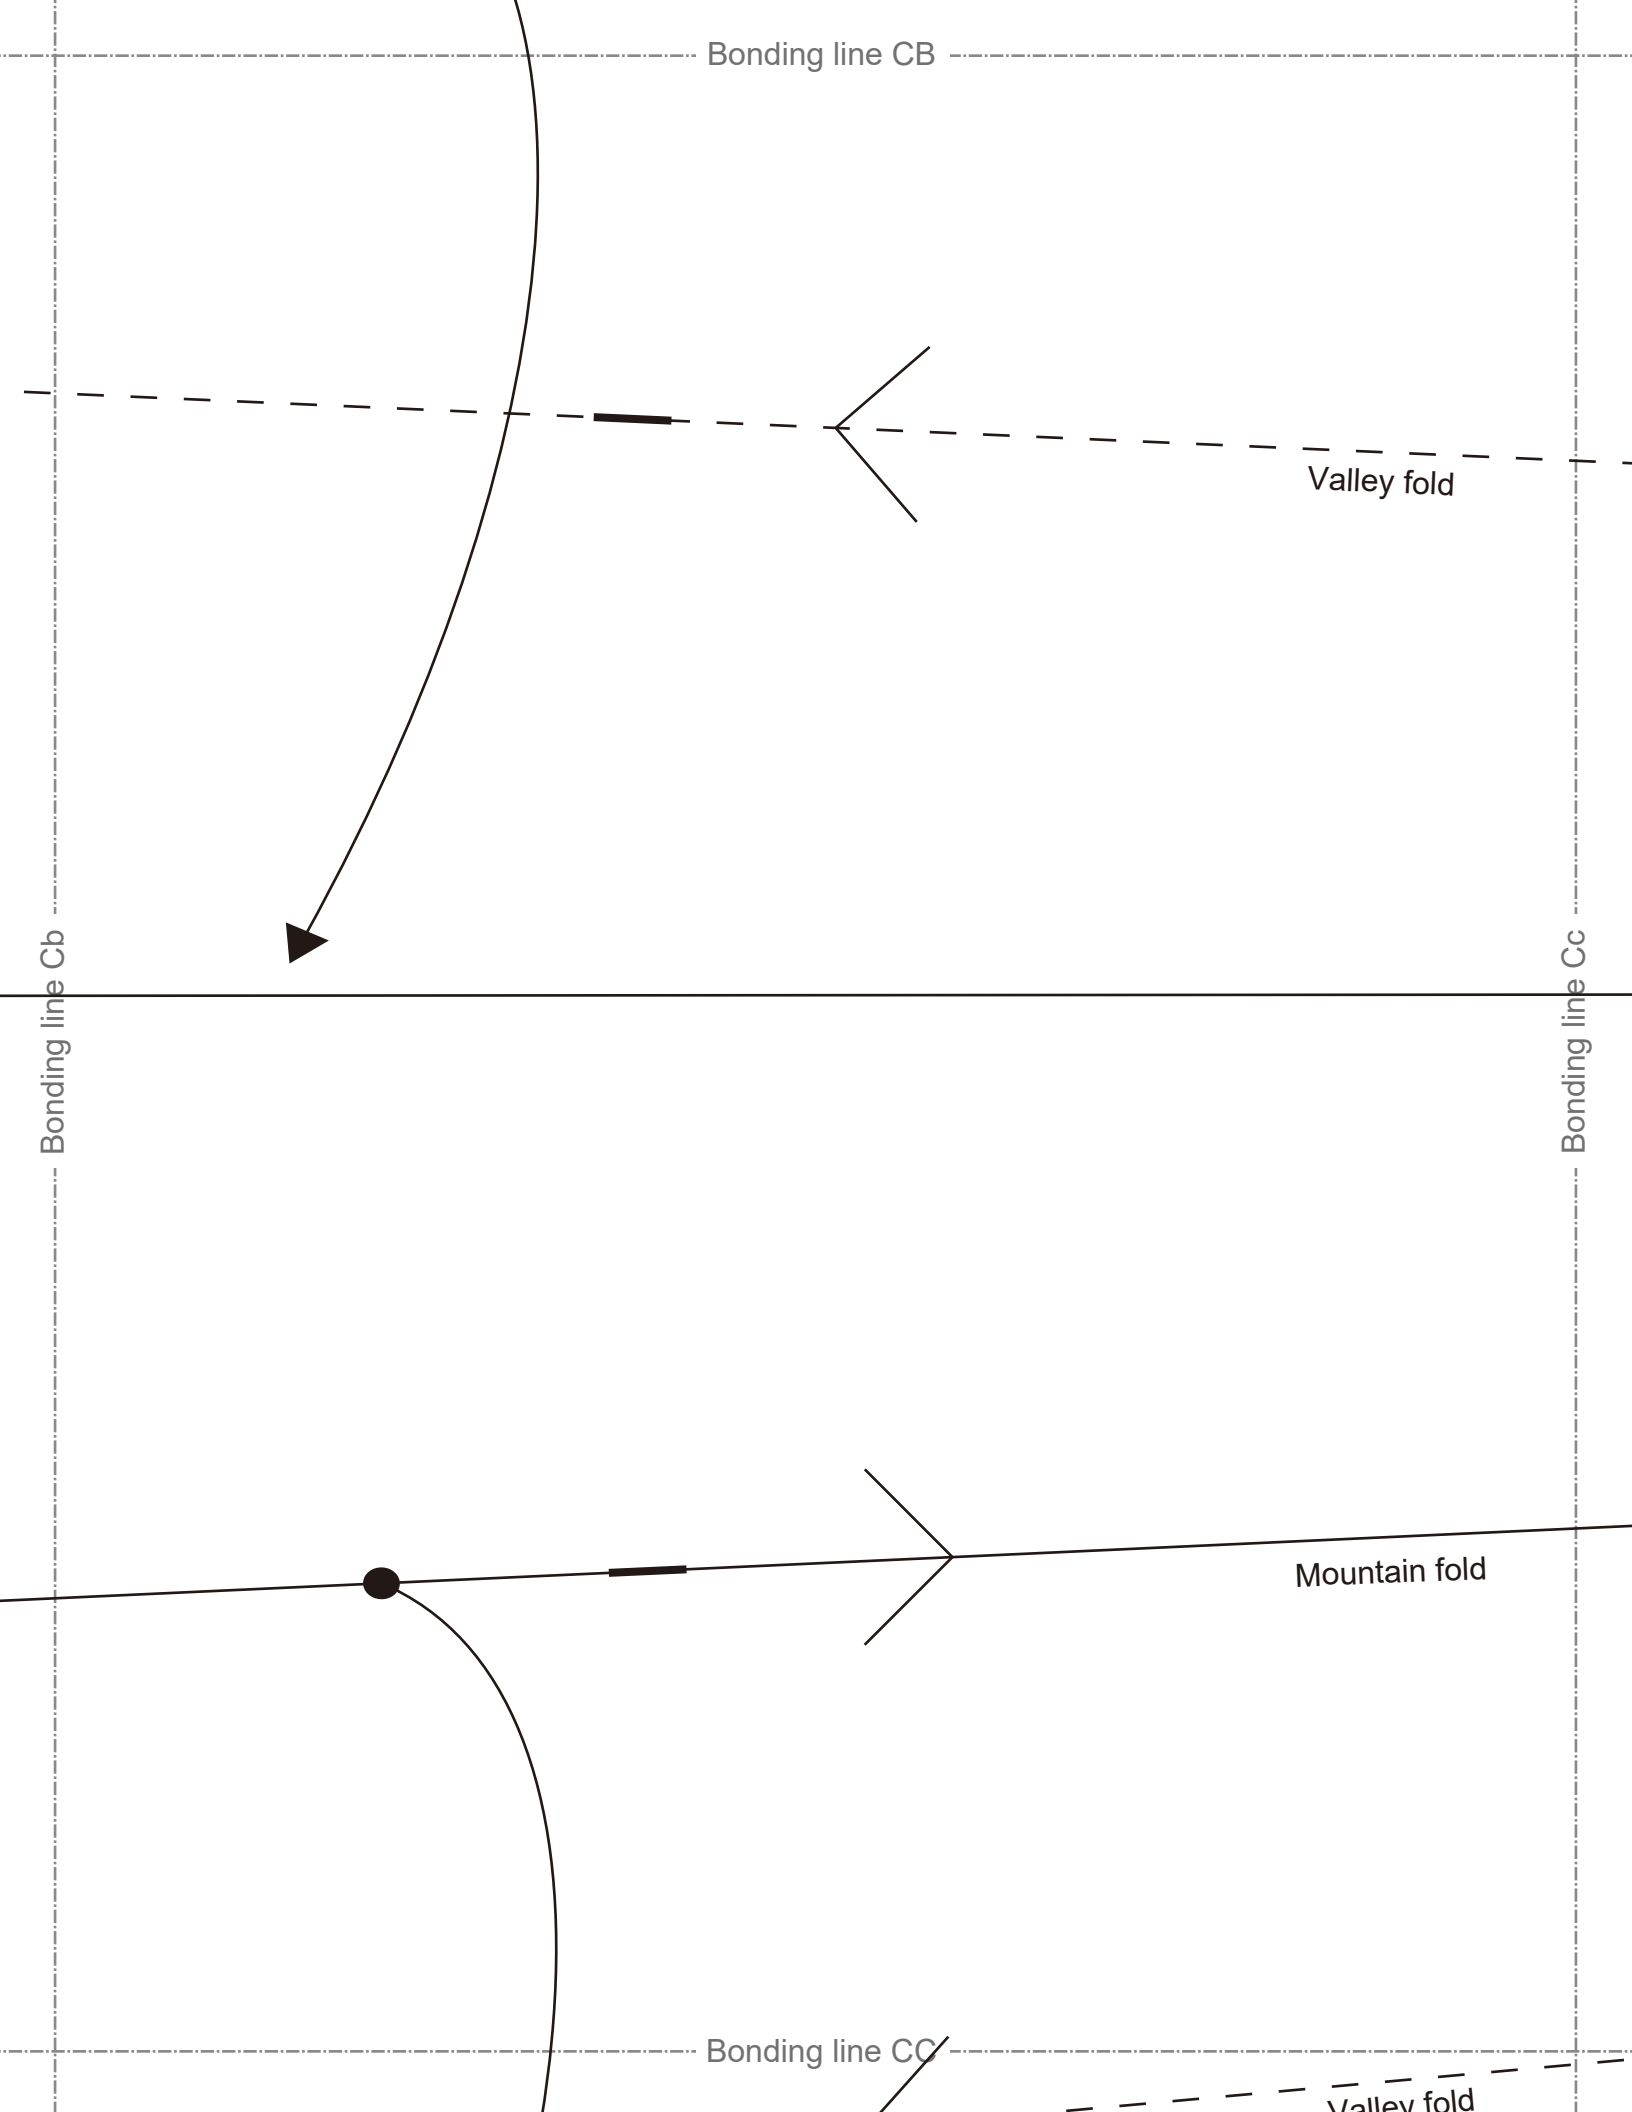 Bonding line CB
Valley fold
Bonding line Cb
Bonding line Cc
Mountain fold
Bonding line CC
Valley fold